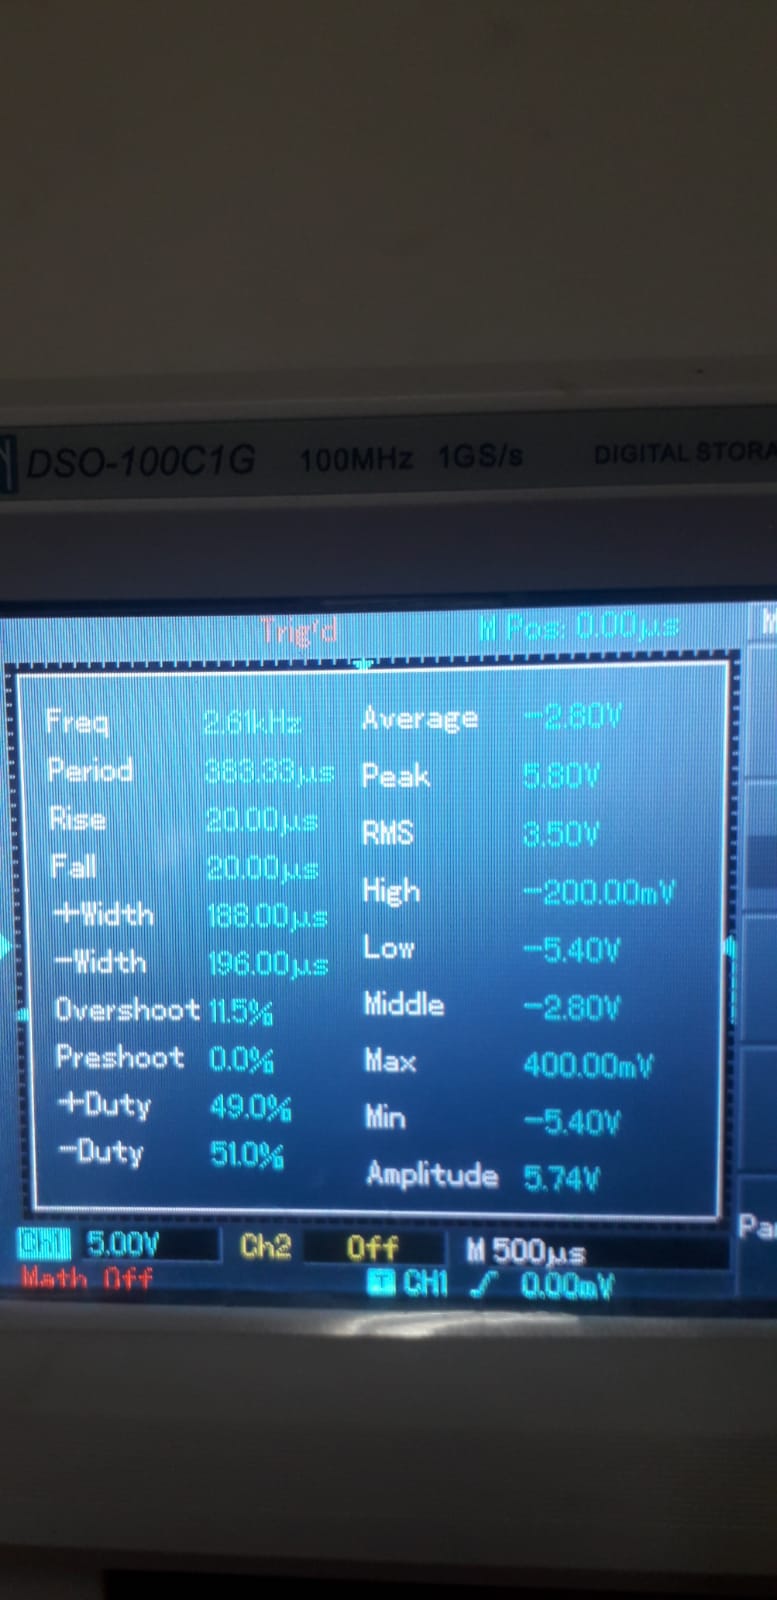 DSO-100C1G 100MHz 1GS/s DIGITAL STORA
Trig'd M Pos: 0.00µs M
Freq 2.61kHz
Period 383.33µs
Rise 20.00µs
Fall 20.00µs
+Width 188.00µs
-Width 196.00µs
Overshoot 11.5%
Preshoot 0.0%
+Duty 49.0%
-Duty 51.0%
Average -2.80V
Peak 5.80V
RMS 3.50V
High -200.00mV
Low -5.40V
Middle -2.80V
Max 400.00mV
Min -5.40V
Amplitude 5.74V
Pa
CH1 5.00V Ch2 Off M 500µs
Math Off T CH1 0.00mV